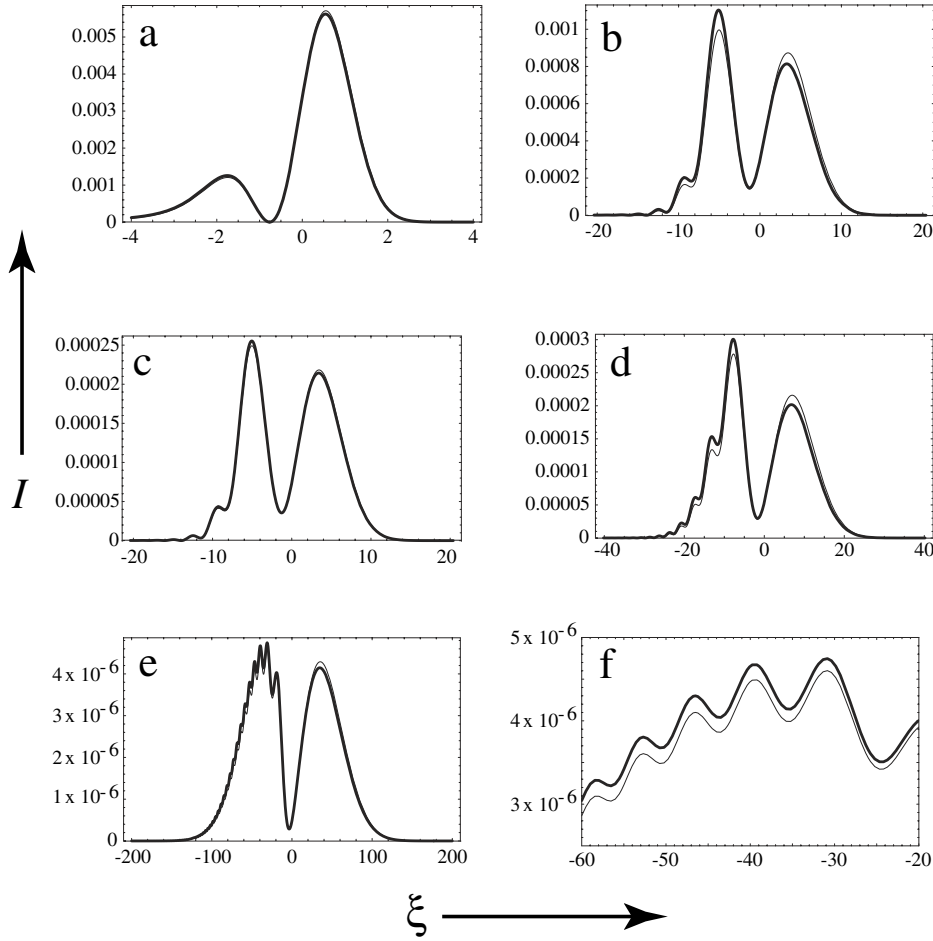 a
0.005
0.004
0.003
0.002
0.001
0
-4 -2 0 2 4
b
0.001
0.0008
0.0006
0.0004
0.0002
0
-20 -10 0 10 20
c
0.00025
0.0002
0.00015
0.0001
0.00005
0
-20 -10 0 10 20
d
0.0003
0.00025
0.0002
0.00015
0.0001
0.00005
0
-40 -20 0 20 40
I
e
4 x 10⁻⁶
3 x 10⁻⁶
2 x 10⁻⁶
1 x 10⁻⁶
0
-200 -100 0 100 200
f
5 x 10⁻⁶
4 x 10⁻⁶
3 x 10⁻⁶
-60 -50 -40 -30 -20
ξ